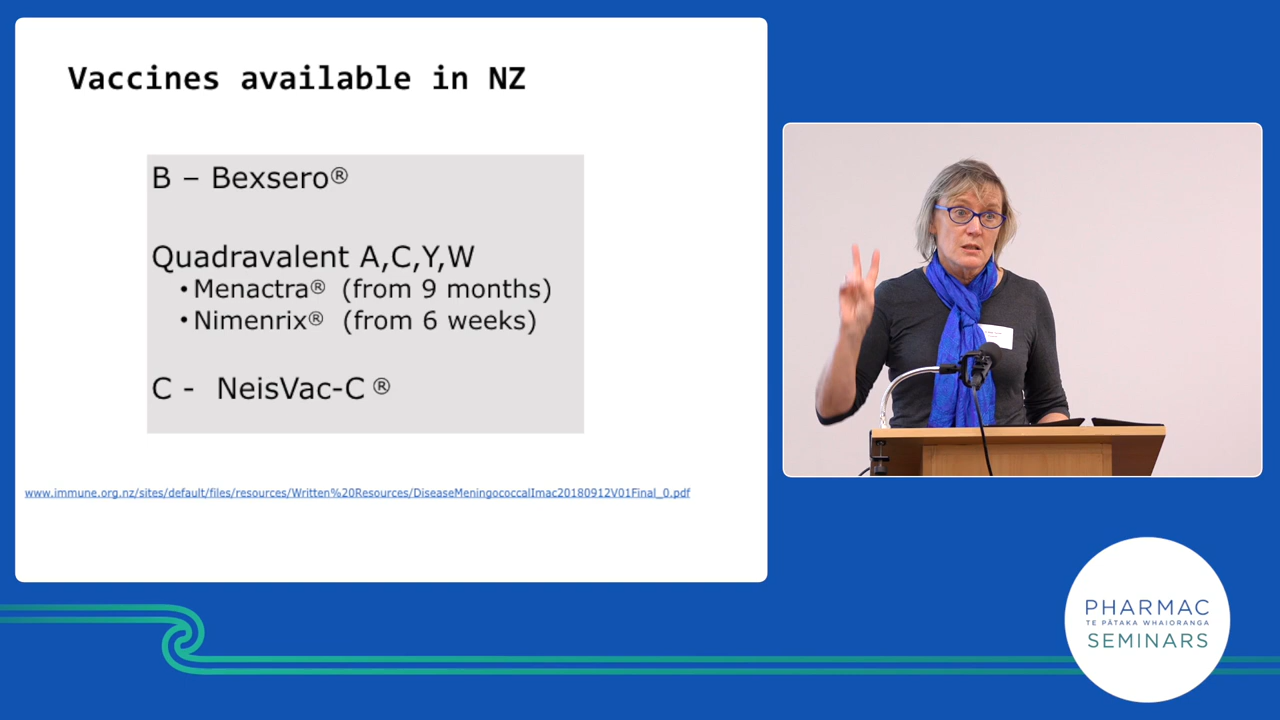 Vaccines available in NZ
B – Bexsero®
Quadravalent A,C,Y,W
• Menactra® (from 9 months)
• Nimenrix® (from 6 weeks)
C - NeisVac-C ®
www.immune.org.nz/sites/default/files/resources/Written%20Resources/DiseaseMeningococcalImac20180912V01Final_0.pdf
PHARMAC
TE PĀTAKA WHAIORANGA
SEMINARS